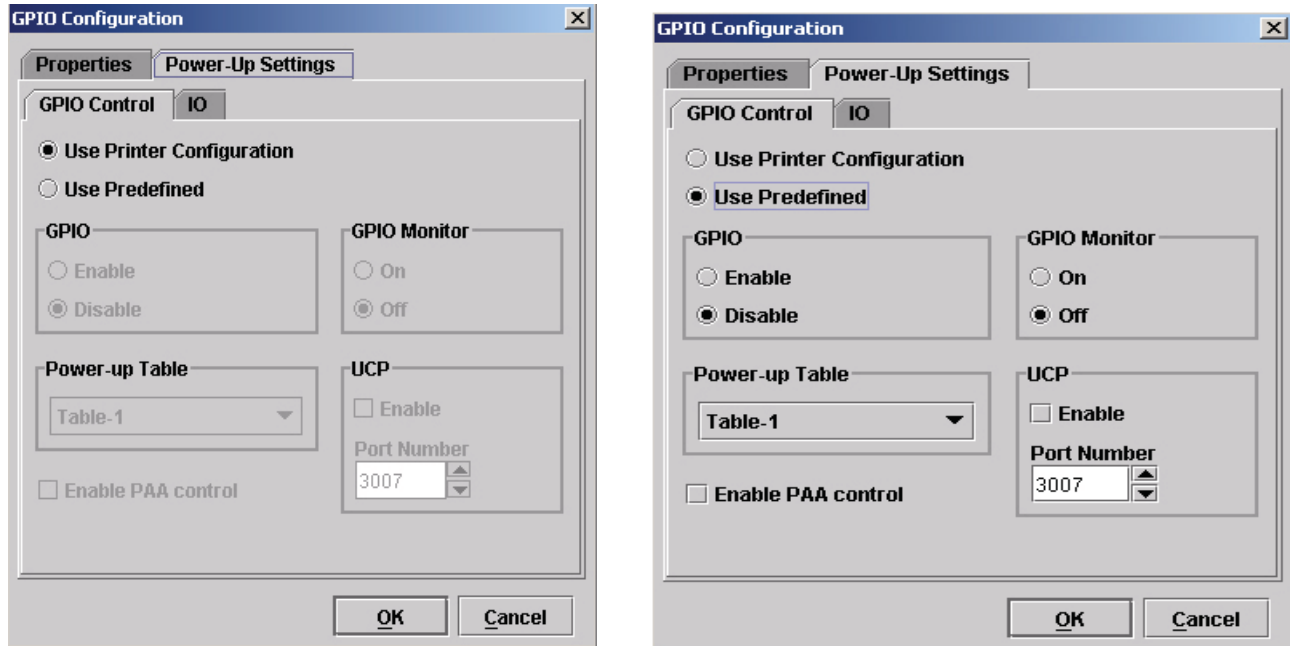 GPIO Configuration
Properties Power-Up Settings
GPIO Control IO
Use Printer Configuration
Use Predefined
GPIO GPIO Monitor
Enable On
Disable Off
Power-up Table UCP
Table-1 Enable
Port Number
3007
Enable PAA control
OK Cancel
GPIO Configuration
Properties Power-Up Settings
GPIO Control IO
Use Printer Configuration
Use Predefined
GPIO GPIO Monitor
Enable On
Disable Off
Power-up Table UCP
Table-1 Enable
Port Number
3007
Enable PAA control
OK Cancel